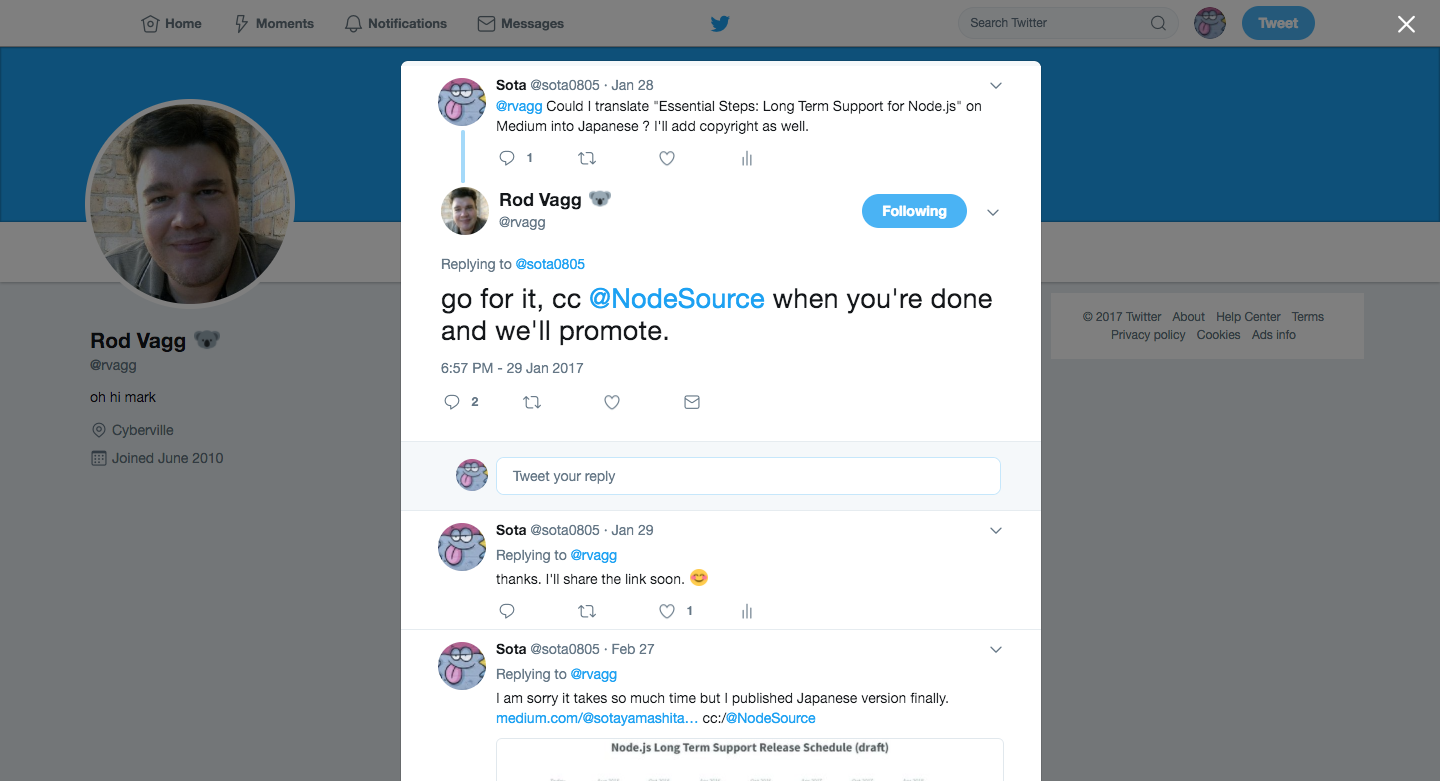 Home Moments Notifications Messages Search Twitter Tweet
Sota @sota0805 · Jan 28
@rvagg Could I translate "Essential Steps: Long Term Support for Node.js" on
Medium into Japanese ? I'll add copyright as well.
1
Rod Vagg
@rvagg
Following
Replying to @sota0805
go for it, cc @NodeSource when you're done
and we'll promote.
6:57 PM - 29 Jan 2017
2
Tweet your reply
Sota @sota0805 · Jan 29
Replying to @rvagg
thanks. I'll share the link soon.
1
Sota @sota0805 · Feb 27
Replying to @rvagg
I am sorry it takes so much time but I published Japanese version finally.
medium.com/@sotayamashita… cc:/@NodeSource
Node.js Long Term Support Release Schedule (draft)
Rod Vagg
@rvagg
oh hi mark
Cyberville
Joined June 2010
© 2017 Twitter About Help Center Terms
Privacy policy Cookies Ads info